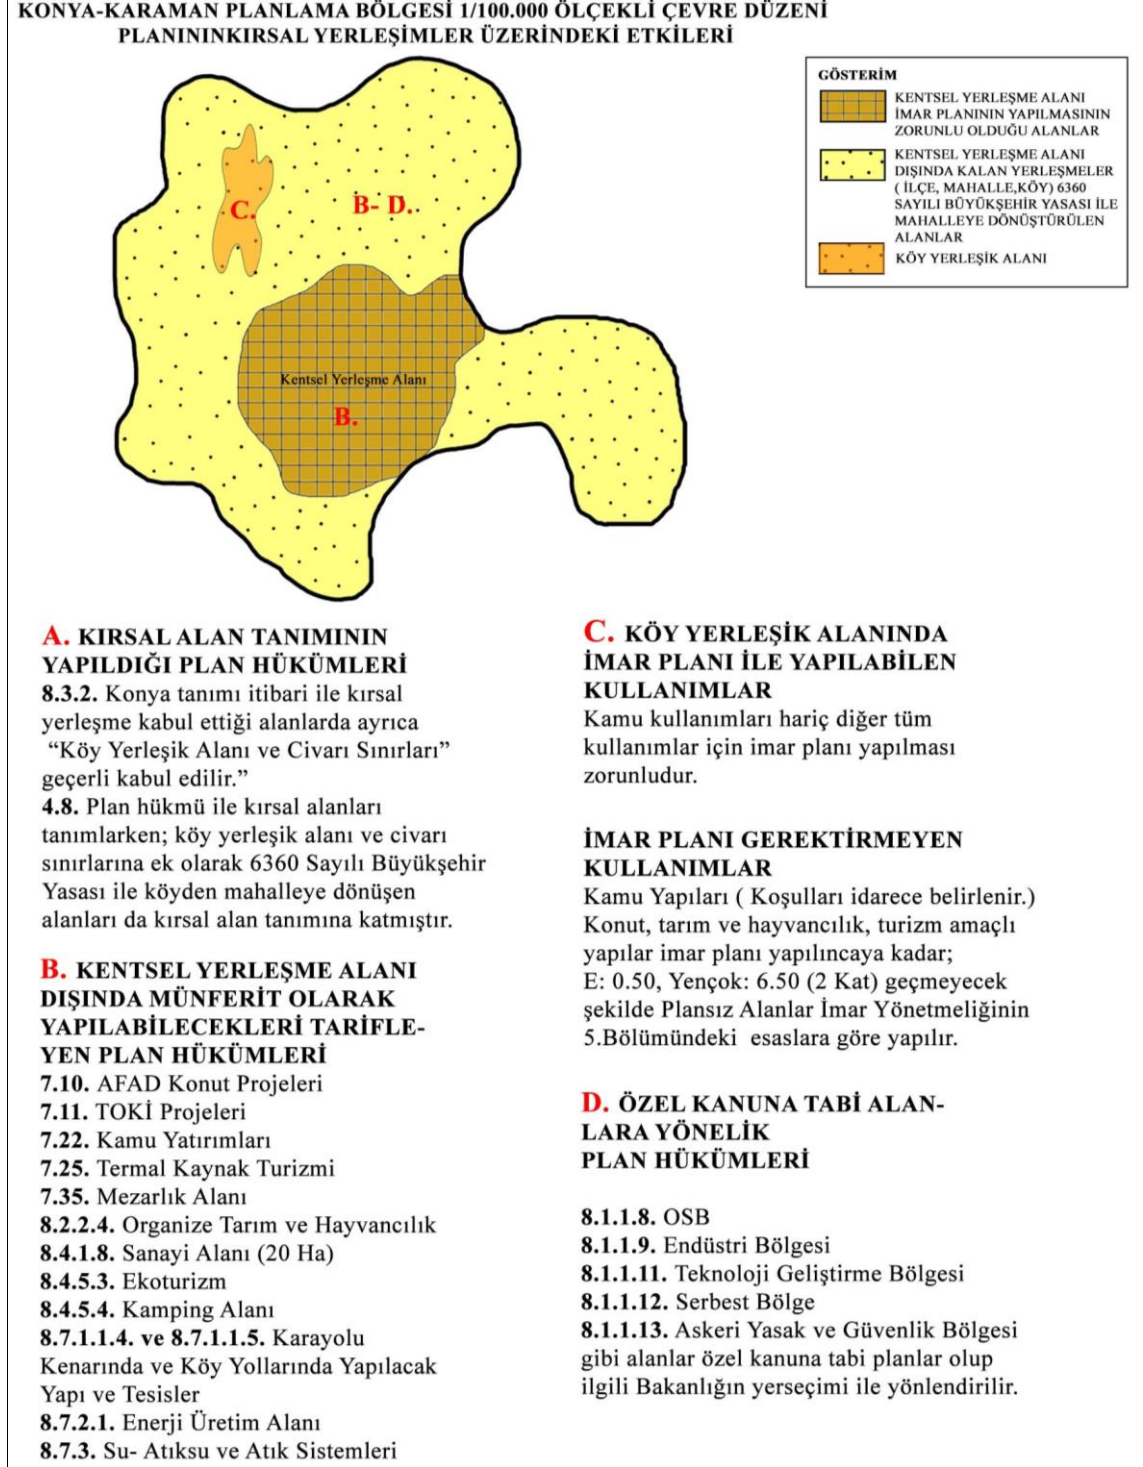 KONYA-KARAMAN PLANLAMA BÖLGESİ 1/100.000 ÖLÇEKLİ ÇEVRE DÜZENİ
PLANININKIRSAL YERLEŞİMLER ÜZERİNDEKİ ETKİLERİ
GÖSTERİM
KENTSEL YERLEŞME ALANI
İMAR PLANININ YAPILMASININ
ZORUNLU OLDUĞU ALANLAR
KENTSEL YERLEŞME ALANI
DIŞINDA KALAN YERLEŞMELER
( İLÇE, MAHALLE,KÖY) 6360
SAYILI BÜYÜKŞEHİR YASASI İLE
MAHALLEYE DÖNÜŞTÜRÜLEN
ALANLAR
KÖY YERLEŞİK ALANI
C.
B- D.
Kentsel Yerleşme Alanı
B.
A. KIRSAL ALAN TANIMININ
YAPILDIĞI PLAN HÜKÜMLERİ
8.3.2. Konya tanımı itibari ile kırsal
yerleşme kabul ettiği alanlarda ayrıca
“Köy Yerleşik Alanı ve Civarı Sınırları”
geçerli kabul edilir.”
4.8. Plan hükmü ile kırsal alanları
tanımlarken; köy yerleşik alanı ve civarı
sınırlarına ek olarak 6360 Sayılı Büyükşehir
Yasası ile köyden mahalleye dönüşen
alanları da kırsal alan tanımına katmıştır.
B. KENTSEL YERLEŞME ALANI
DIŞINDA MÜNFERİT OLARAK
YAPILABİLECEKLERİ TARİFLE-
YEN PLAN HÜKÜMLERİ
7.10. AFAD Konut Projeleri
7.11. TOKİ Projeleri
7.22. Kamu Yatırımları
7.25. Termal Kaynak Turizmi
7.35. Mezarlık Alanı
8.2.2.4. Organize Tarım ve Hayvancılık
8.4.1.8. Sanayi Alanı (20 Ha)
8.4.5.3. Ekoturizm
8.4.5.4. Kamping Alanı
8.7.1.1.4. ve 8.7.1.1.5. Karayolu
Kenarında ve Köy Yollarında Yapılacak
Yapı ve Tesisler
8.7.2.1. Enerji Üretim Alanı
8.7.3. Su- Atıksu ve Atık Sistemleri
C. KÖY YERLEŞİK ALANINDA
İMAR PLANI İLE YAPILABİLEN
KULLANIMLAR
Kamu kullanımları hariç diğer tüm
kullanımlar için imar planı yapılması
zorunludur.
İMAR PLANI GEREKTİRMEYEN
KULLANIMLAR
Kamu Yapıları ( Koşulları idarece belirlenir.)
Konut, tarım ve hayvancılık, turizm amaçlı
yapılar imar planı yapılıncaya kadar;
E: 0.50, Yençok: 6.50 (2 Kat) geçmeyecek
şekilde Plansız Alanlar İmar Yönetmeliğinin
5.Bölümündeki esaslara göre yapılır.
D. ÖZEL KANUNA TABİ ALAN-
LARA YÖNELİK
PLAN HÜKÜMLERİ
8.1.1.8. OSB
8.1.1.9. Endüstri Bölgesi
8.1.1.11. Teknoloji Geliştirme Bölgesi
8.1.1.12. Serbest Bölge
8.1.1.13. Askeri Yasak ve Güvenlik Bölgesi
gibi alanlar özel kanuna tabi planlar olup
ilgili Bakanlığın yerseçimi ile yönlendirilir.